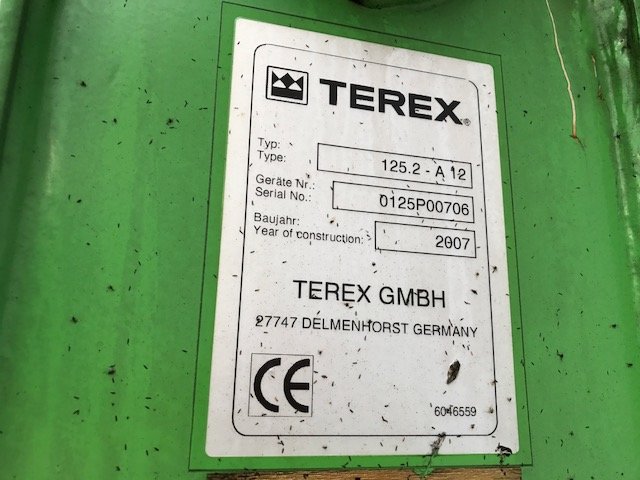 TEREX®
Typ:
Type:
125.2 - A 12
Geräte Nr.:
Serial No.:
0125P00706
Baujahr:
Year of construction:
2007
TEREX GMBH
27747 DELMENHORST GERMANY
CE
6046559